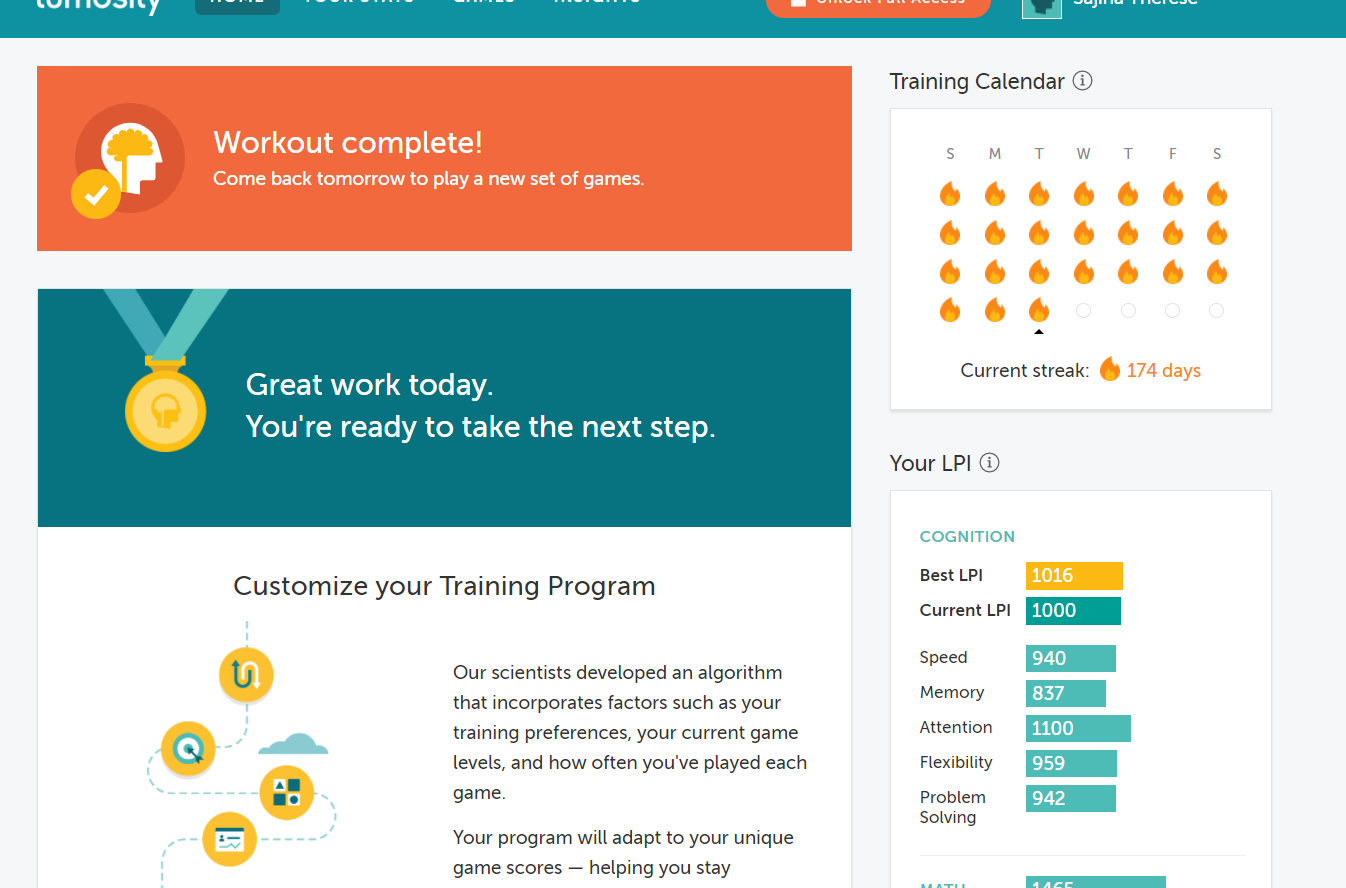 lumosity HOME YOUR STATS GAMES INSIGHTS Unlock Full Access Sajina Therese
Workout complete!
Come back tomorrow to play a new set of games.
Great work today.
You're ready to take the next step.
Customize your Training Program
Our scientists developed an algorithm
that incorporates factors such as your
training preferences, your current game
levels, and how often you've played each
game.
Your program will adapt to your unique
game scores — helping you stay
Training Calendar
S M T W T F S
Current streak: 174 days
Your LPI
COGNITION
Best LPI 1016
Current LPI 1000
Speed 940
Memory 837
Attention 1100
Flexibility 959
Problem
Solving 942
MATH 1465